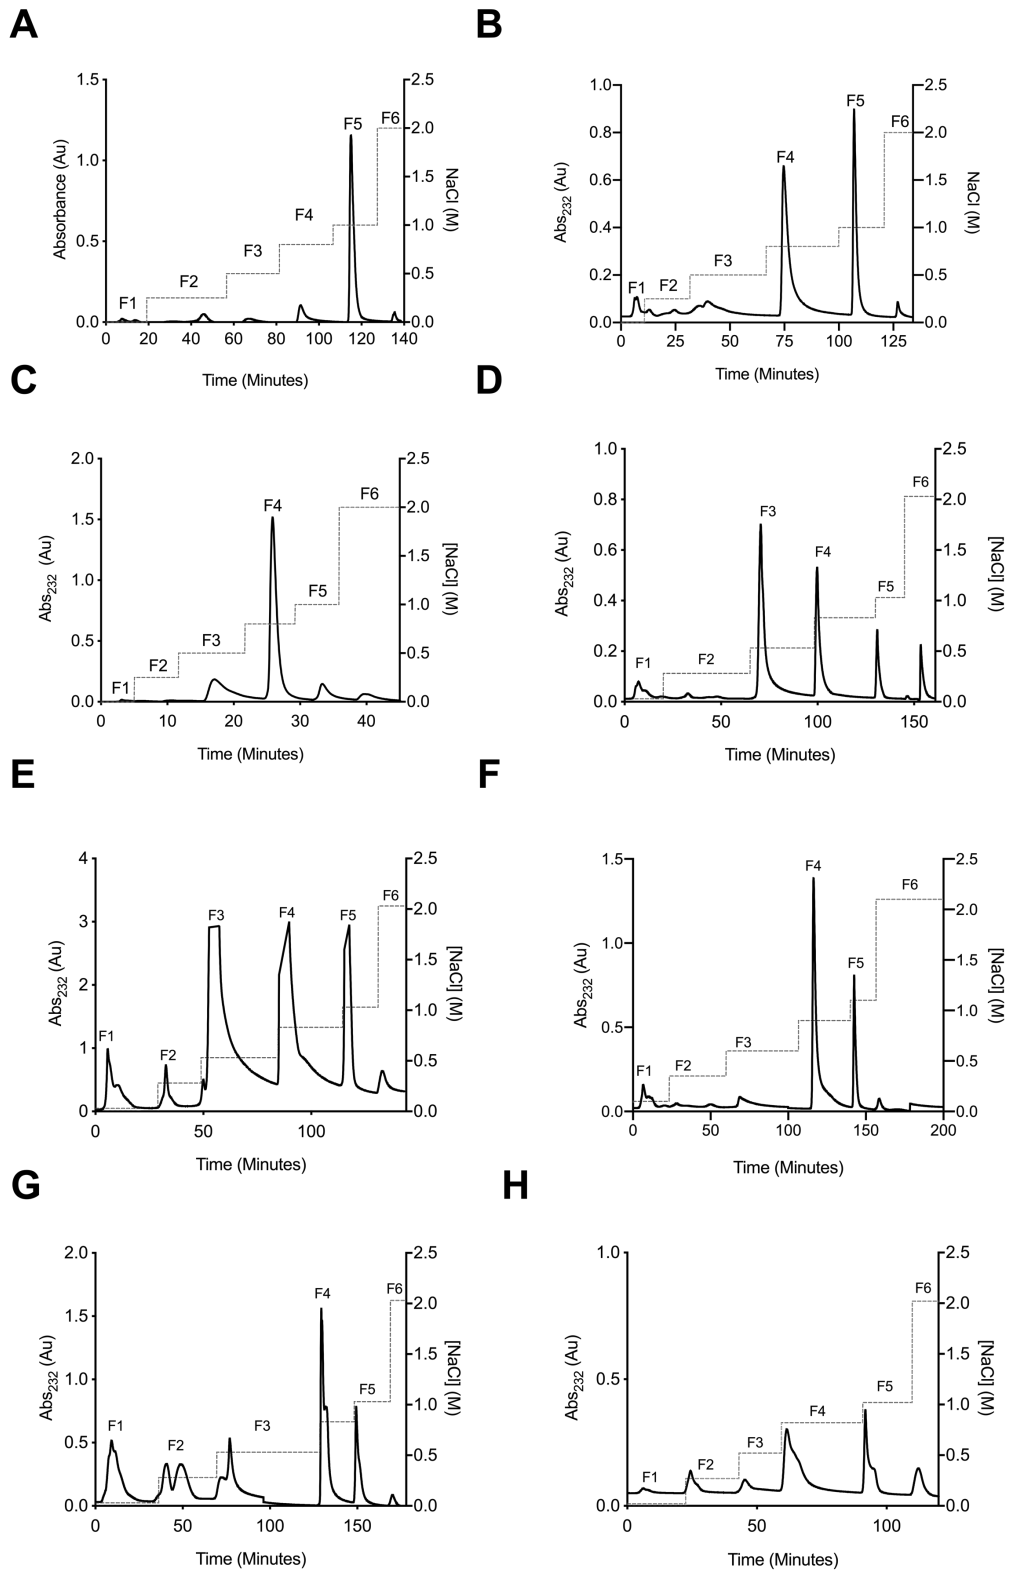 A
1.5
1.0
0.5
0.0
Absorbance (Au)
F1
F2
F3
F4
F5
F6
2.5
2.0
1.5
1.0
0.5
0.0
NaCl (M)
0 20 40 60 80 100 120 140
Time (Minutes)
B
1.0
0.8
0.6
0.4
0.2
0.0
Abs232 (Au)
F1
F2
F3
F4
F5
F6
2.5
2.0
1.5
1.0
0.5
0.0
NaCl (M)
0 25 50 75 100 125
Time (Minutes)
C
2.0
1.5
1.0
0.5
0.0
Abs232 (Au)
F1
F2
F3
F4
F5
F6
2.5
2.0
1.5
1.0
0.5
0.0
[NaCl] (M)
0 10 20 30 40
Time (Minutes)
D
1.0
0.8
0.6
0.4
0.2
0.0
Abs232 (Au)
F1
F2
F3
F4
F5
F6
2.5
2.0
1.5
1.0
0.5
0.0
[NaCl] (M)
0 50 100 150
Time (Minutes)
E
4
3
2
1
0
Abs232 (Au)
F1
F2
F3
F4
F5
F6
2.5
2.0
1.5
1.0
0.5
0.0
[NaCl] (M)
0 50 100
Time (Minutes)
F
1.5
1.0
0.5
0.0
Abs232 (Au)
F1
F2
F3
F4
F5
F6
2.5
2.0
1.5
1.0
0.5
0.0
[NaCl] (M)
0 50 100 150 200
Time (Minutes)
G
2.0
1.5
1.0
0.5
0.0
Abs232 (Au)
F1
F2
F3
F4
F5
F6
2.5
2.0
1.5
1.0
0.5
0.0
[NaCl] (M)
0 50 100 150
Time (Minutes)
H
1.0
0.5
0.0
Abs232 (Au)
F1
F2
F3
F4
F5
F6
2.5
2.0
1.5
1.0
0.5
0.0
[NaCl] (M)
0 50 100
Time (Minutes)